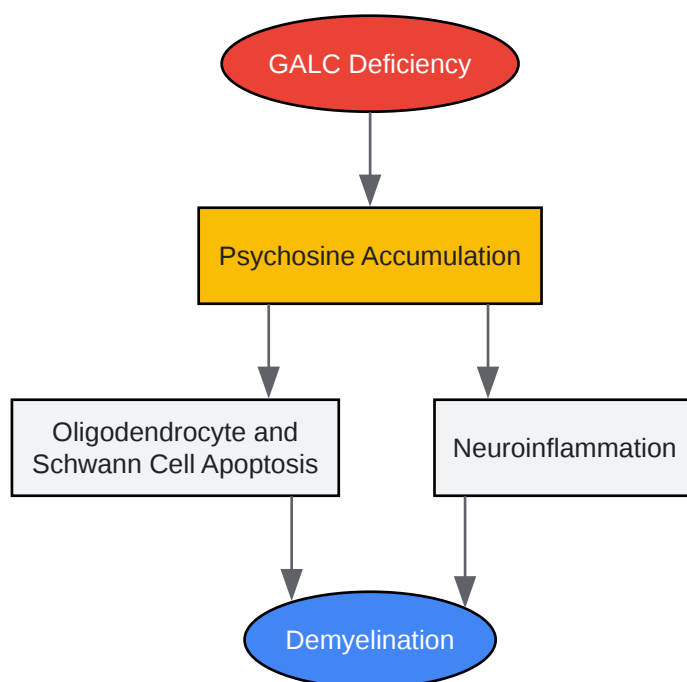 GALC Deficiency
Psychosine Accumulation
Oligodendrocyte and
Schwann Cell Apoptosis
Neuroinflammation
Demyelination